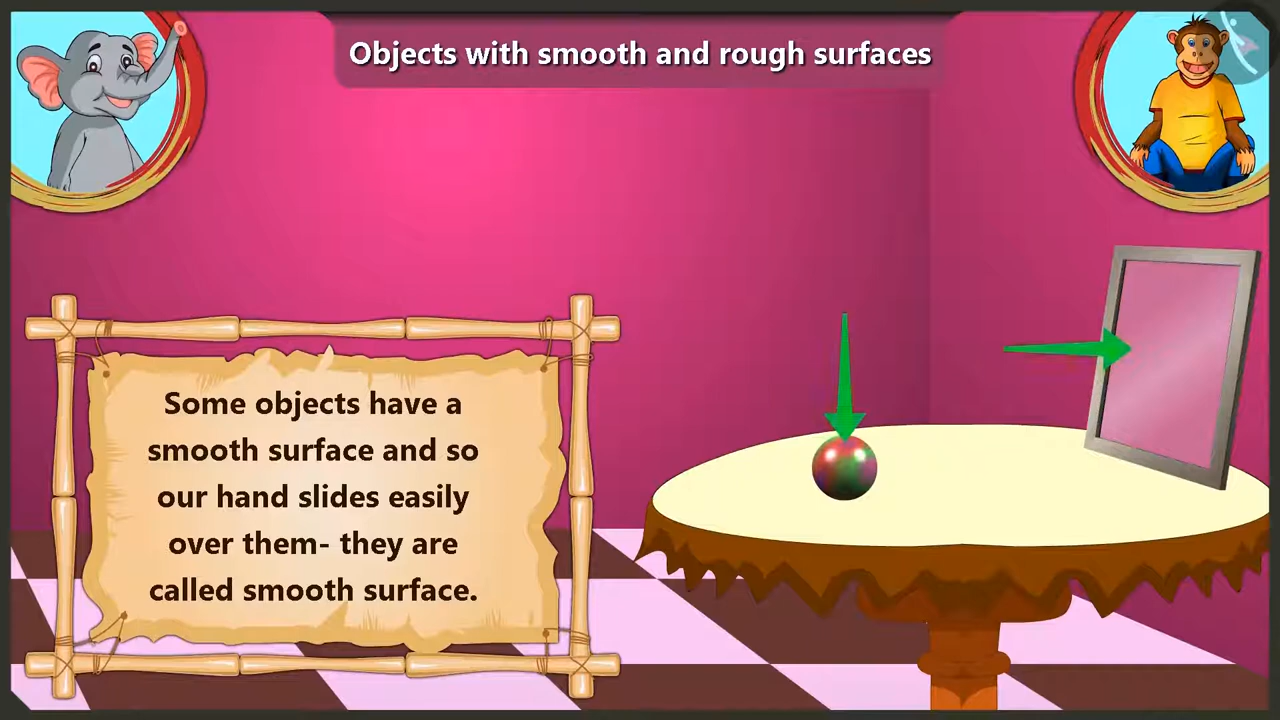 Objects with smooth and rough surfaces
Some objects have a
smooth surface and so
our hand slides easily
over them- they are
called smooth surface.